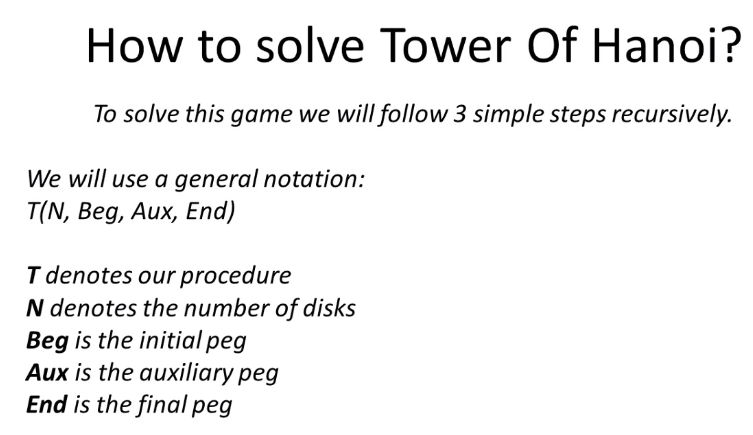 How to solve Tower Of Hanoi?
To solve this game we will follow 3 simple steps recursively.
We will use a general notation:
T(N, Beg, Aux, End)
T denotes our procedure
N denotes the number of disks
Beg is the initial peg
Aux is the auxiliary peg
End is the final peg